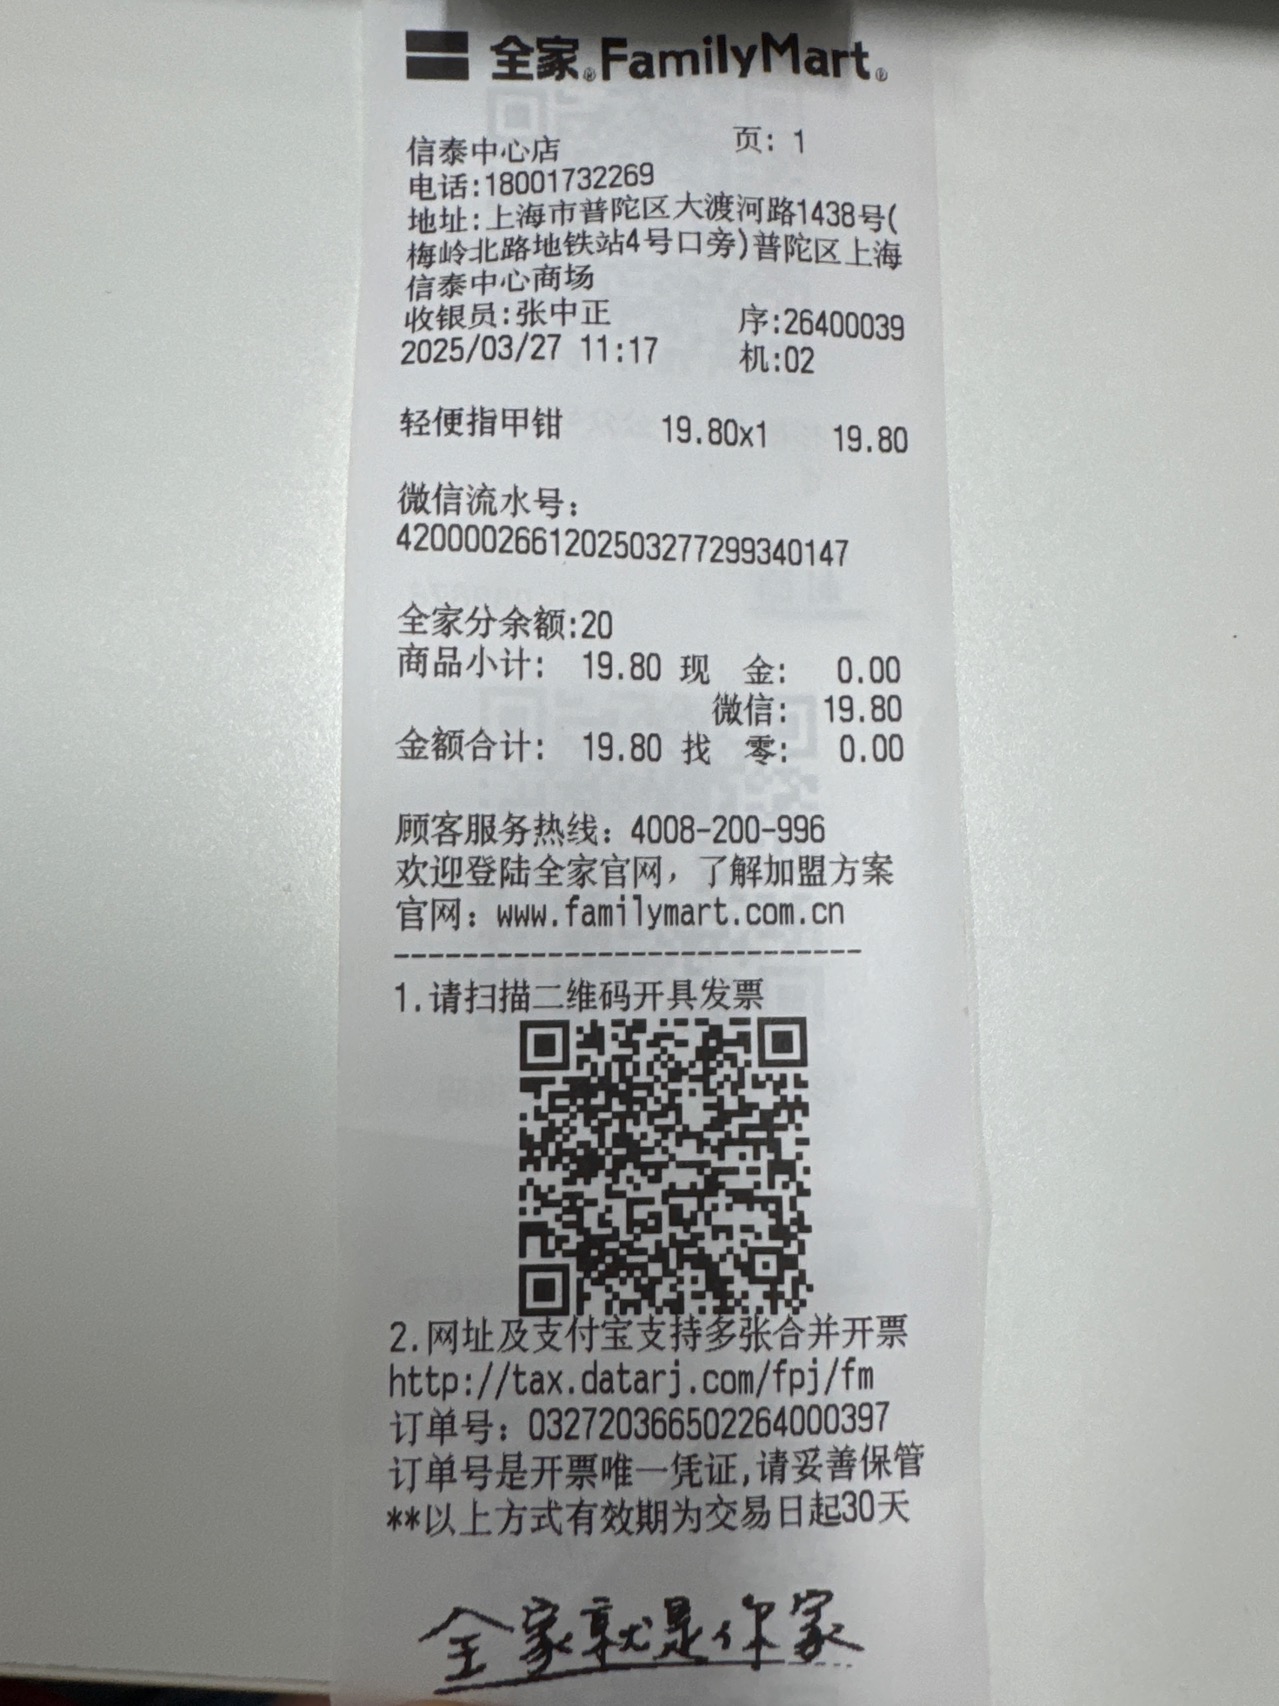 全家®FamilyMart®
信泰中心店 页: 1
电话:18001732269
地址:上海市普陀区大渡河路1438号(
梅岭北路地铁站4号口旁)普陀区上海
信泰中心商场
收银员:张中正 序:26400039
2025/03/27 11:17 机:02
轻便指甲钳 19.80x1 19.80
微信流水号:
4200002661202503277299340147
全家分余额:20
商品小计: 19.80 现 金: 0.00
微信: 19.80
金额合计: 19.80 找 零: 0.00
顾客服务热线: 4008-200-996
欢迎登陆全家官网,了解加盟方案
官网: www.familymart.com.cn
---------------------------
1.请扫描二维码开具发票
2.网址及支付宝支持多张合并开票
http://tax.datarj.com/fpj/fm
订单号: 032720366502264000397
订单号是开票唯一凭证,请妥善保管
**以上方式有效期为交易日起30天
全家就是你家